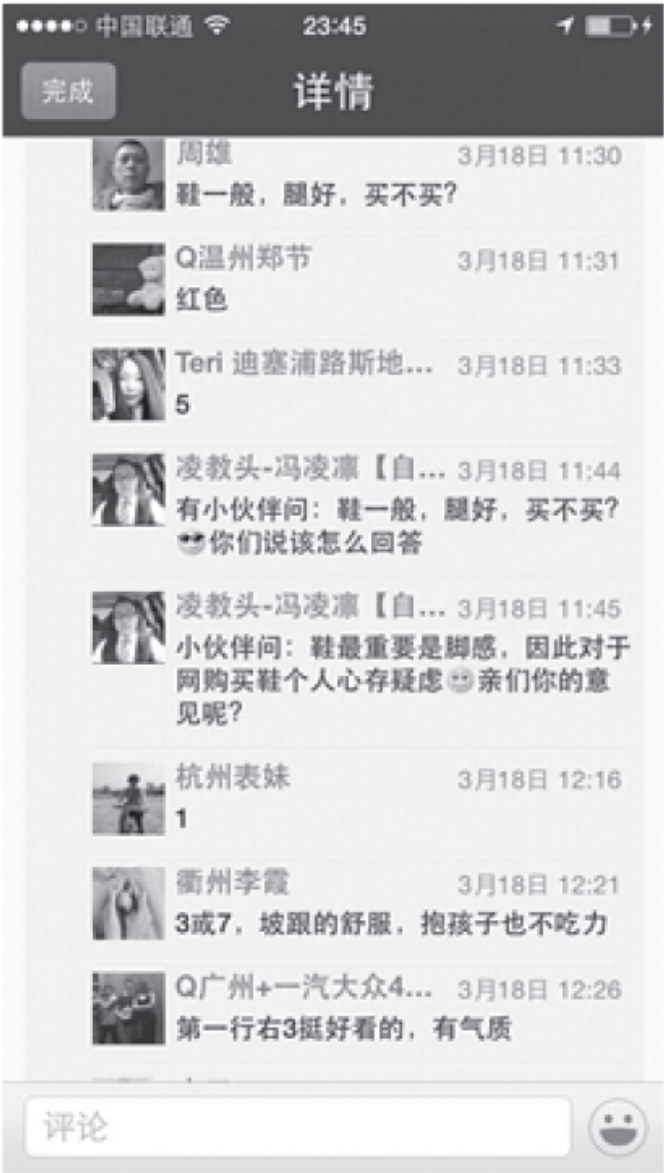 中国联通 23:45
完成 详情
周雄 3月18日 11:30
鞋一般，腿好，买不买？
Q温州郑节 3月18日 11:31
红色
Teri 迪塞浦路斯地... 3月18日 11:33
5
凌教头-冯凌凛【自... 3月18日 11:44
有小伙伴问：鞋一般，腿好，买不买？
😎你们说该怎么回答
凌教头-冯凌凛【自... 3月18日 11:45
小伙伴问：鞋最重要是脚感，因此对于
网购买鞋个人心存疑虑🙂亲们你的意
见呢？
杭州表妹 3月18日 12:16
1
衢州李霞 3月18日 12:21
3或7，坡跟的舒服，抱孩子也不吃力
Q广州+一汽大众4... 3月18日 12:26
第一行右3挺好看的，有气质
评论